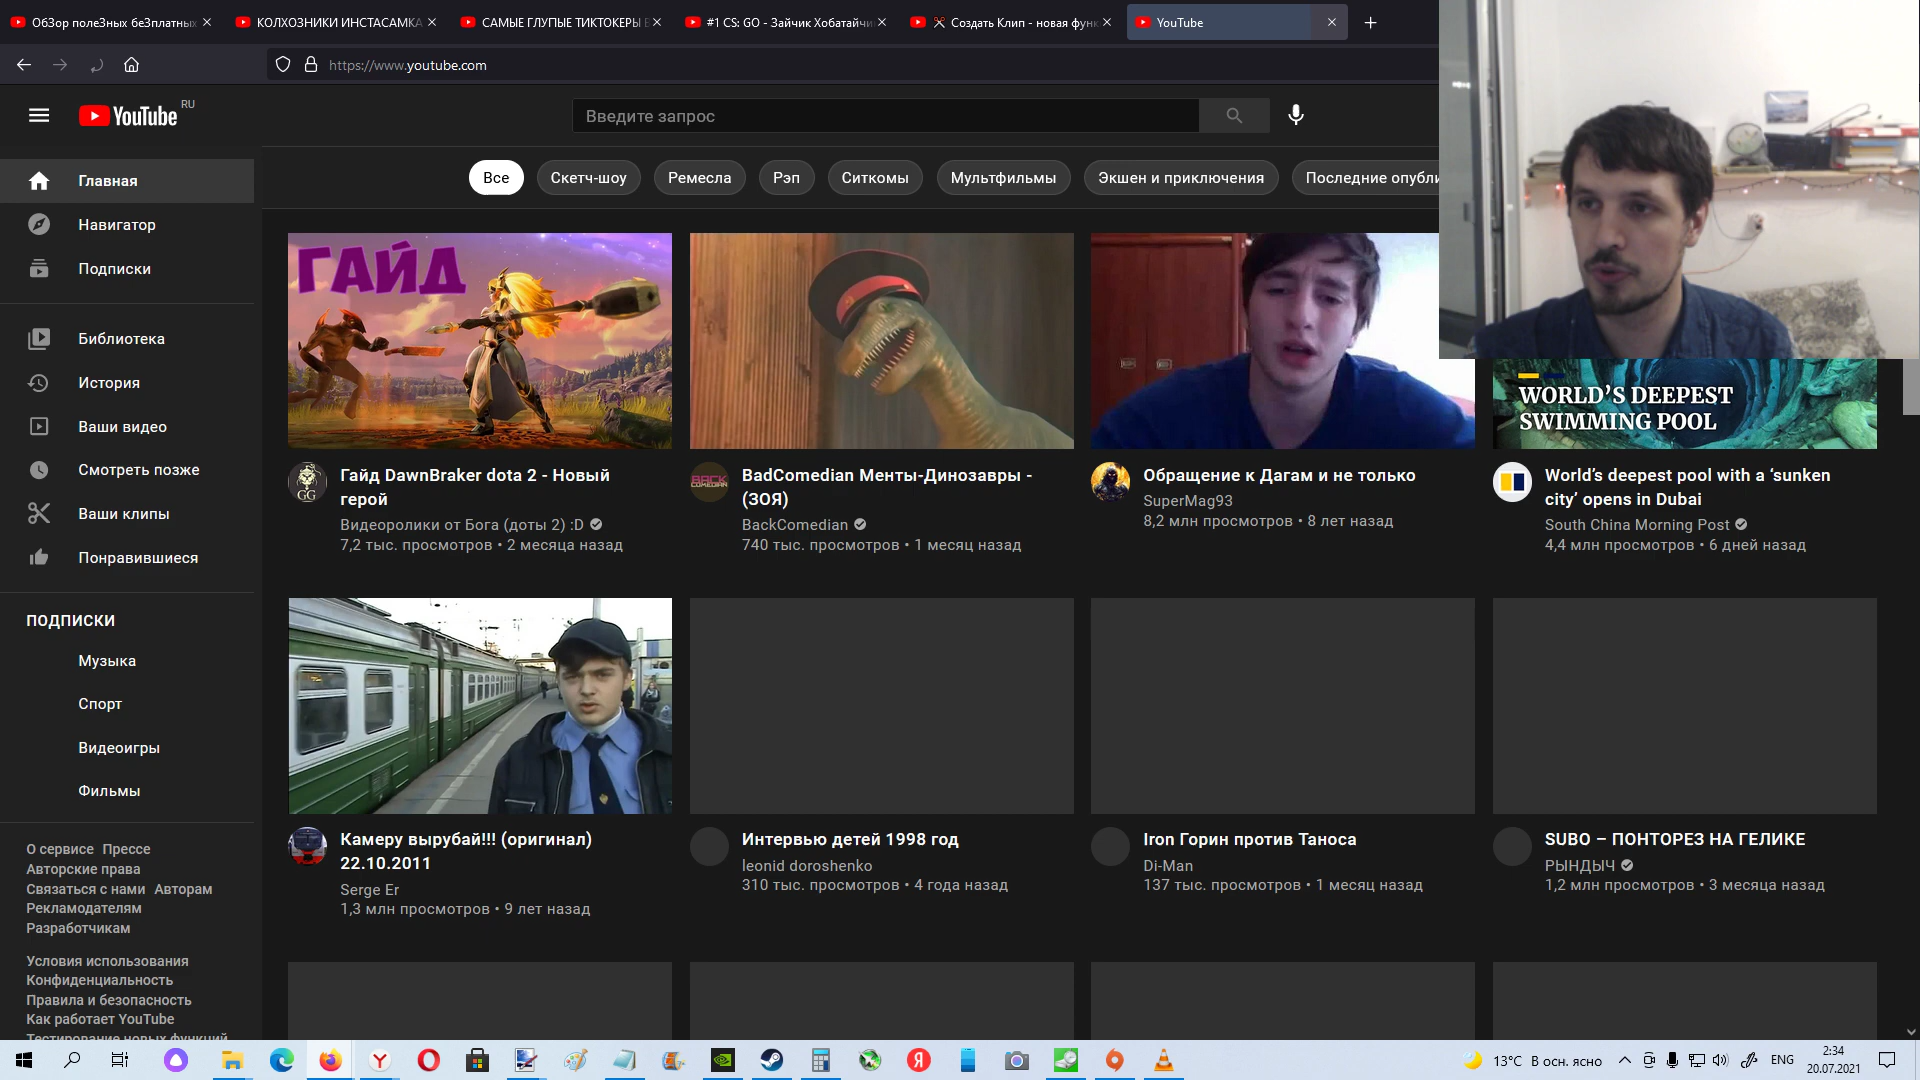 ОбЗор полеЗных беЗплатных
КОЛХОЗНИКИ ИНСТАСАМКА
САМЫЕ ГЛУПЫЕ ТИКТОКЕРЫ В
#1 CS: GO - Зайчик Хобатайчи
Создать Клип - новая фун
YouTube
https://www.youtube.com
YouTube RU
Введите запрос
Главная
Навигатор
Подписки
Библиотека
История
Ваши видео
Смотреть позже
Ваши клипы
Понравившиеся
ПОДПИСКИ
Музыка
Спорт
Видеоигры
Фильмы
О сервисе Прессе
Авторские права
Связаться с нами Авторам
Рекламодателям
Разработчикам
Условия использования
Конфиденциальность
Правила и безопасность
Как работает YouTube
Тестирование новых функций
Все
Скетч-шоу
Ремесла
Рэп
Ситкомы
Мультфильмы
Экшен и приключения
Последние опубли
ГАЙД
WORLD'S DEEPEST
SWIMMING POOL
GG
Гайд DawnBraker dota 2 - Новый
герой
Видеоролики от Бога (доты 2) :D
7,2 тыс. просмотров • 2 месяца назад
BACK
COMEDIAN
BadComedian Менты-Динозавры -
(ЗОЯ)
BackComedian
740 тыс. просмотров • 1 месяц назад
Обращение к Дагам и не только
SuperMag93
8,2 млн просмотров • 8 лет назад
World's deepest pool with a ‘sunken
city’ opens in Dubai
South China Morning Post
4,4 млн просмотров • 6 дней назад
Камеру вырубай!!! (оригинал)
22.10.2011
Serge Er
1,3 млн просмотров • 9 лет назад
Интервью детей 1998 год
leonid doroshenko
310 тыс. просмотров • 4 года назад
Iron Горин против Таноса
Di-Man
137 тыс. просмотров • 1 месяц назад
SUBO – ПОНТОРЕЗ НА ГЕЛИКЕ
РЫНДЫЧ
1,2 млн просмотров • 3 месяца назад
13°C В осн. ясно
ENG
2:34
20.07.2021